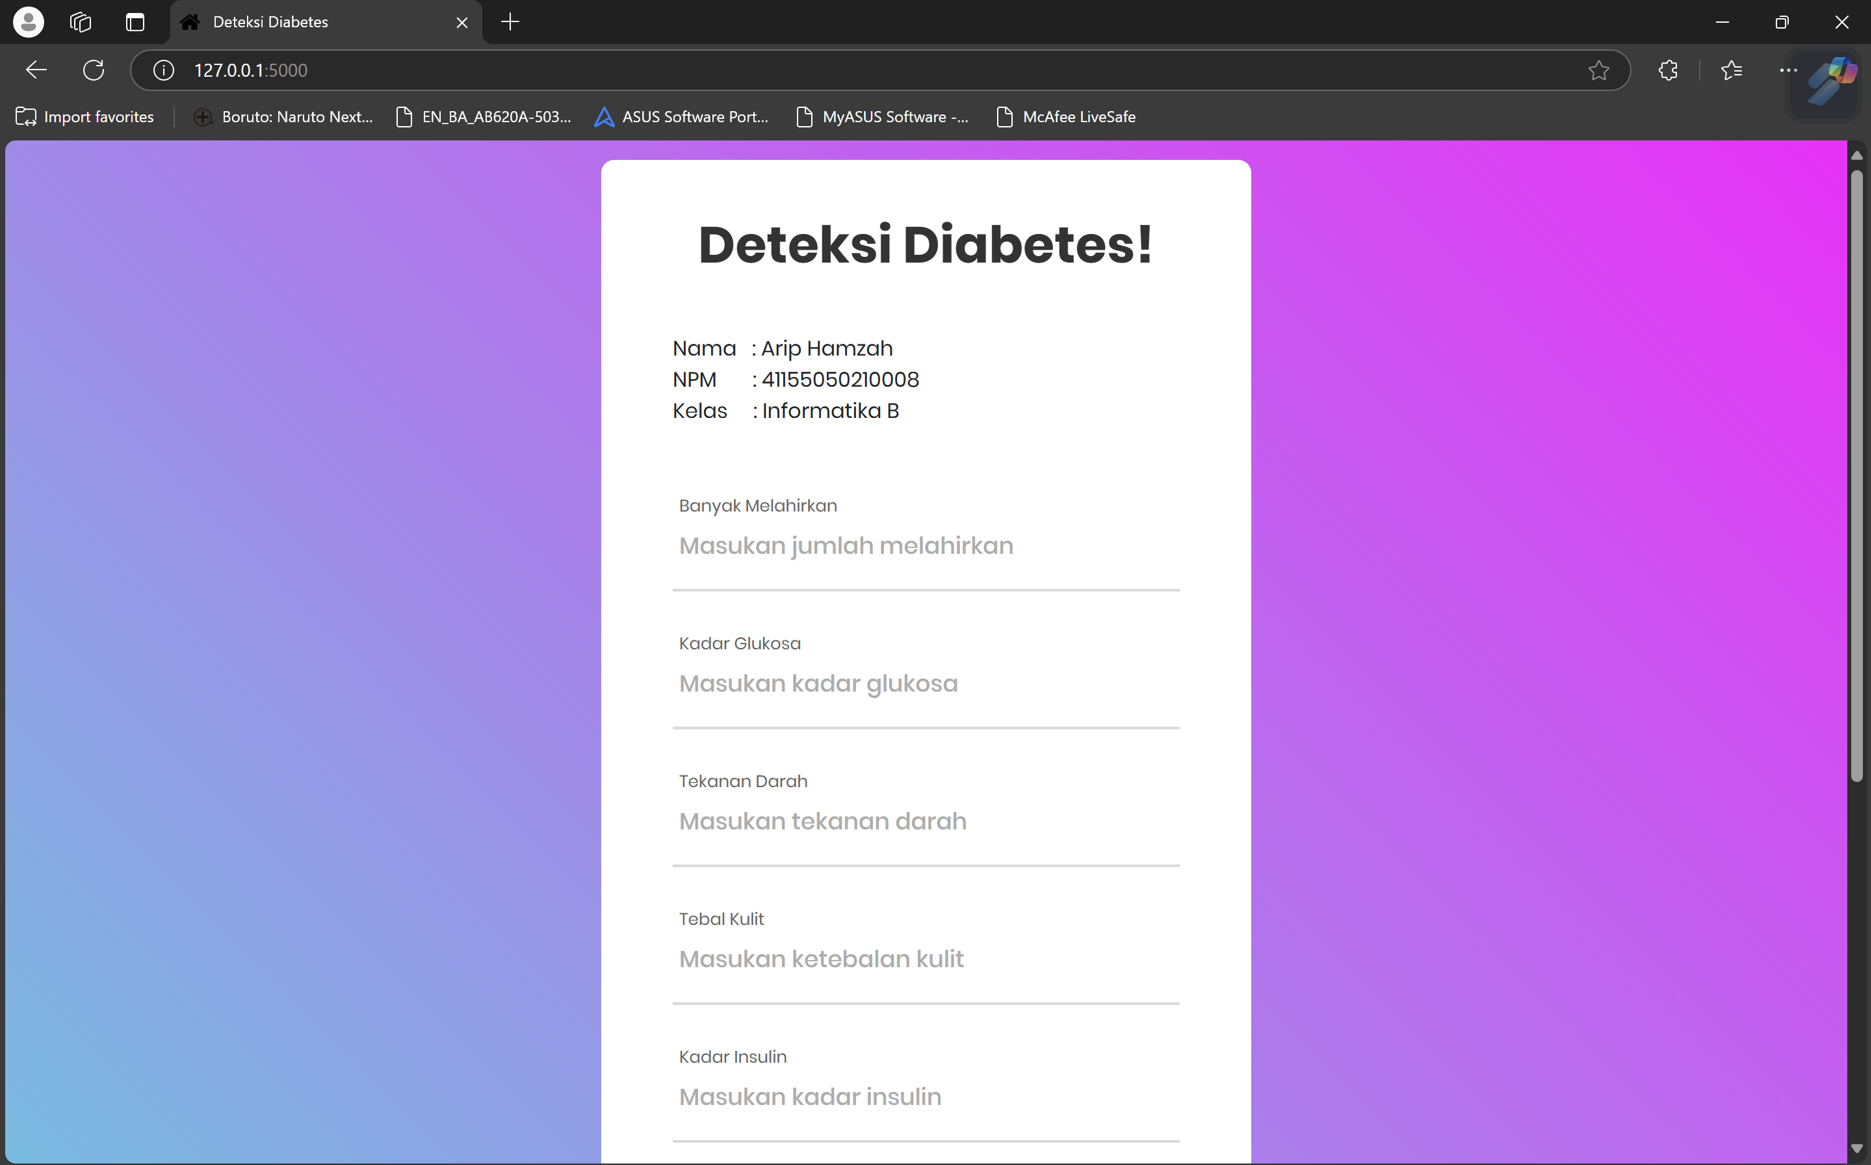 Deteksi Diabetes
127.0.0.1:5000
Import favorites
Boruto: Naruto Next...
EN_BA_AB620A-503...
ASUS Software Port...
MyASUS Software -...
McAfee LiveSafe
Deteksi Diabetes!
Nama : Arip Hamzah
NPM : 41155050210008
Kelas : Informatika B
Banyak Melahirkan
Masukan jumlah melahirkan
Kadar Glukosa
Masukan kadar glukosa
Tekanan Darah
Masukan tekanan darah
Tebal Kulit
Masukan ketebalan kulit
Kadar Insulin
Masukan kadar insulin